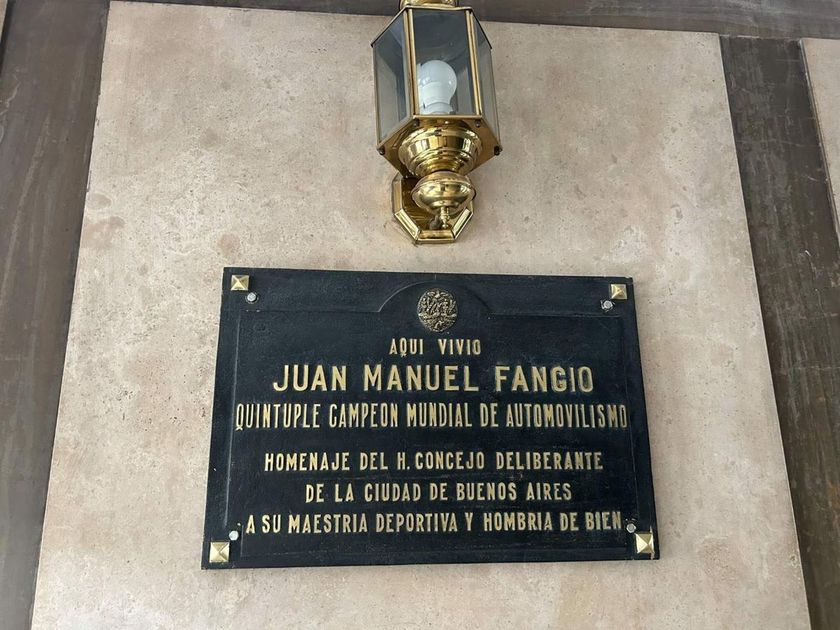 AQUI VIVIO
JUAN MANUEL FANGIO
QUINTUPLE CAMPEON MUNDIAL DE AUTOMOVILISMO
HOMENAJE DEL H. CONCEJO DELIBERANTE
DE LA CIUDAD DE BUENOS AIRES
A SU MAESTRIA DEPORTIVA Y HOMBRIA DE BIEN